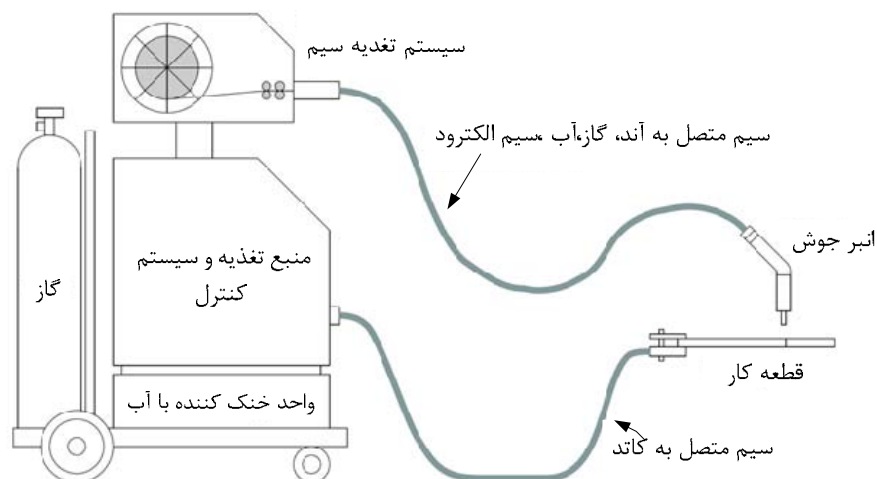 سیستم تغدیه سیم
سیم متصل به آند، گاز،آب ،سیم الکترود
انبر جوش
منبع تغذیه و سیستم
کنترل
گاز
قطعه کار
واحد خنک کننده با آب
سیم متصل به کاتد